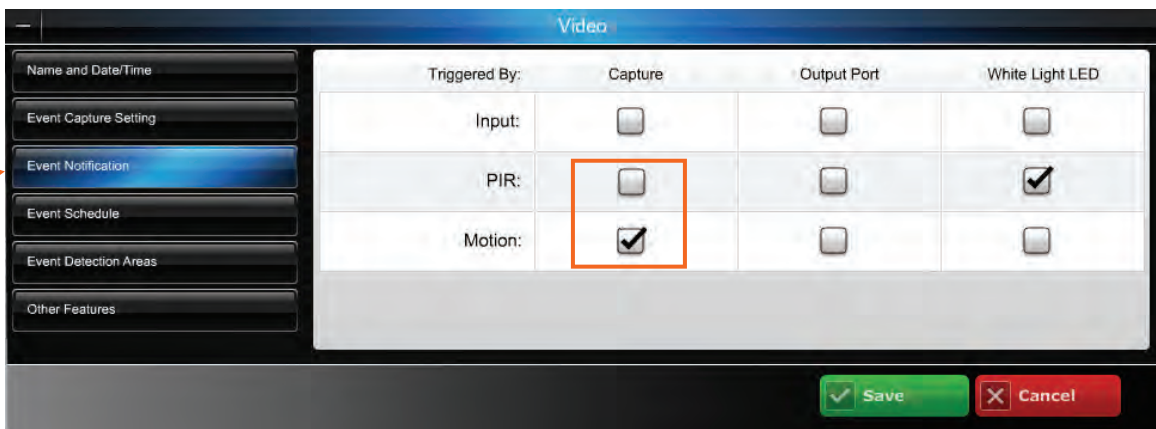 Video
Name and Date/Time
Event Capture Setting
Event Notification
Event Schedule
Event Detection Areas
Other Features
Triggered By: Capture Output Port White Light LED
Input:
PIR:
Motion:
Save Cancel